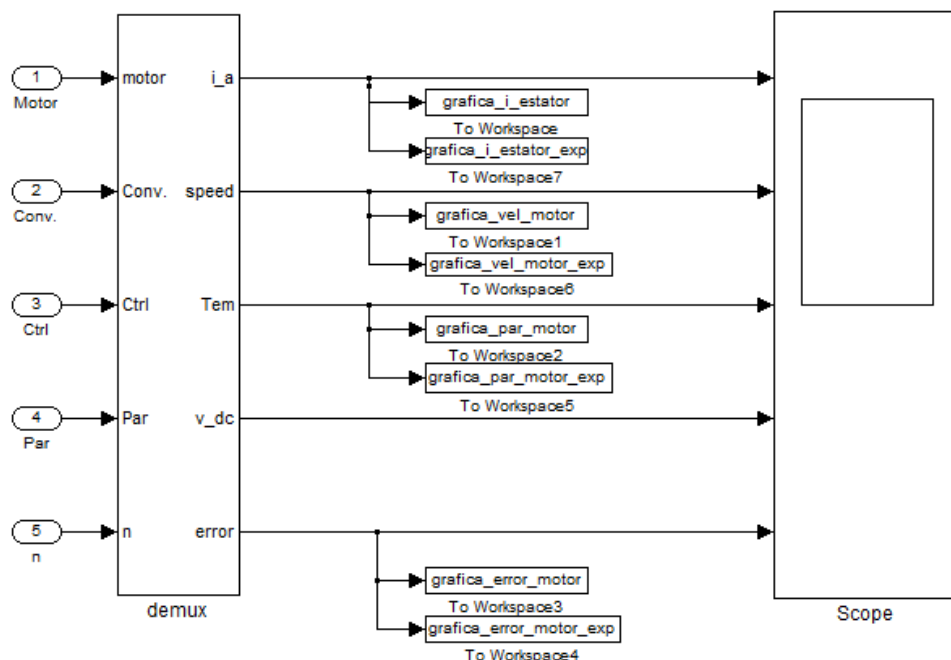 1
motor
i_a
Motor
grafica_i_estator
To Workspace
grafica_i_estator_exp
To Workspace7
2
Conv.
speed
Conv.
grafica_vel_motor
To Workspace1
grafica_vel_motor_exp
To Workspace6
3
Ctrl
Tem
Ctrl
grafica_par_motor
To Workspace2
grafica_par_motor_exp
To Workspace5
4
Par
v_dc
Par
5
n
error
n
grafica_error_motor
To Workspace3
grafica_error_motor_exp
To Workspace4
demux
Scope